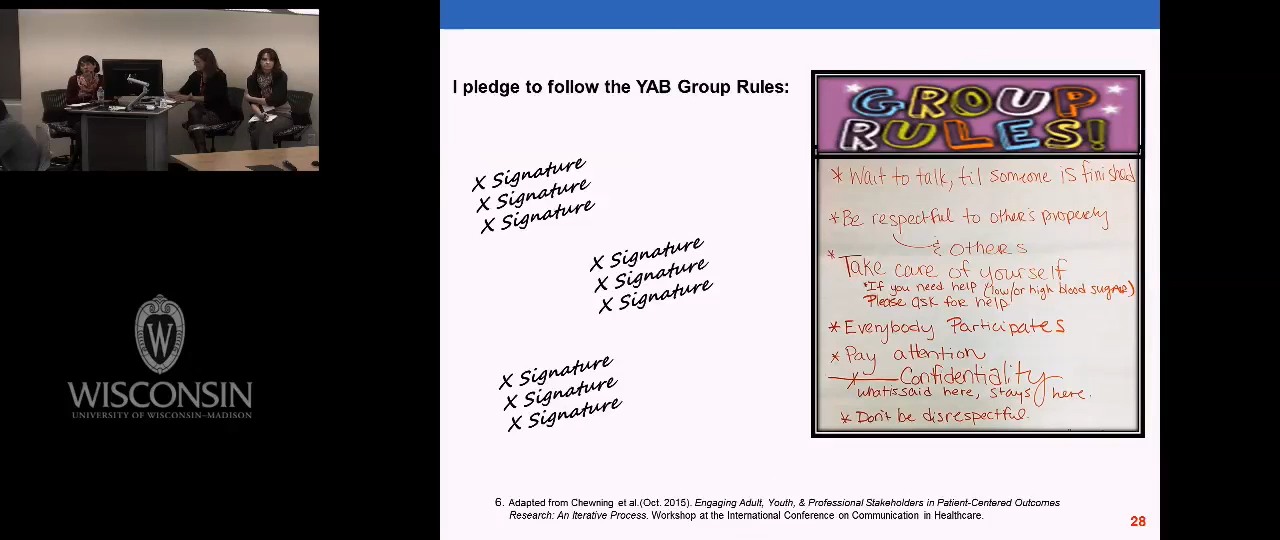 I pledge to follow the YAB Group Rules:
X Signature
X Signature
X Signature
X Signature
X Signature
X Signature
X Signature
X Signature
X Signature
GROUP
RULES!
* Wait to talk, til someone is finished
* Be respectful to other's property
& others
* Take care of yourself
*If you need help (low/or high blood sugar)
Please ask for help
* Everybody Participates
* Pay attention
* Confidentiality
what is said here, stays here.
* Don't be disrespectful.
W
WISCONSIN
UNIVERSITY OF WISCONSIN–MADISON
6. Adapted from Chewning et al.(Oct. 2015). Engaging Adult, Youth, & Professional Stakeholders in Patient-Centered Outcomes
Research: An Iterative Process. Workshop at the International Conference on Communication in Healthcare.
28